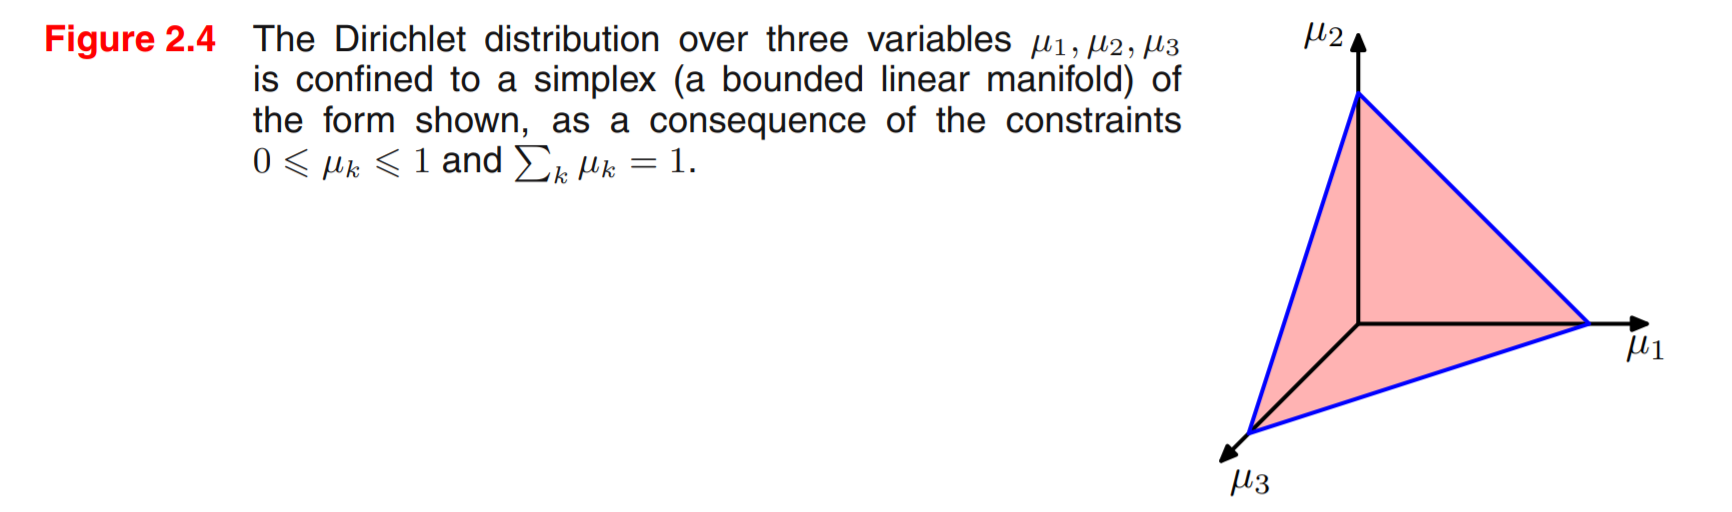 Figure 2.4 The Dirichlet distribution over three variables μ₁, μ₂, μ₃
is confined to a simplex (a bounded linear manifold) of
the form shown, as a consequence of the constraints
0 ⩽ μₖ ⩽ 1 and ∑ₖ μₖ = 1.
μ₂
μ₁
μ₃